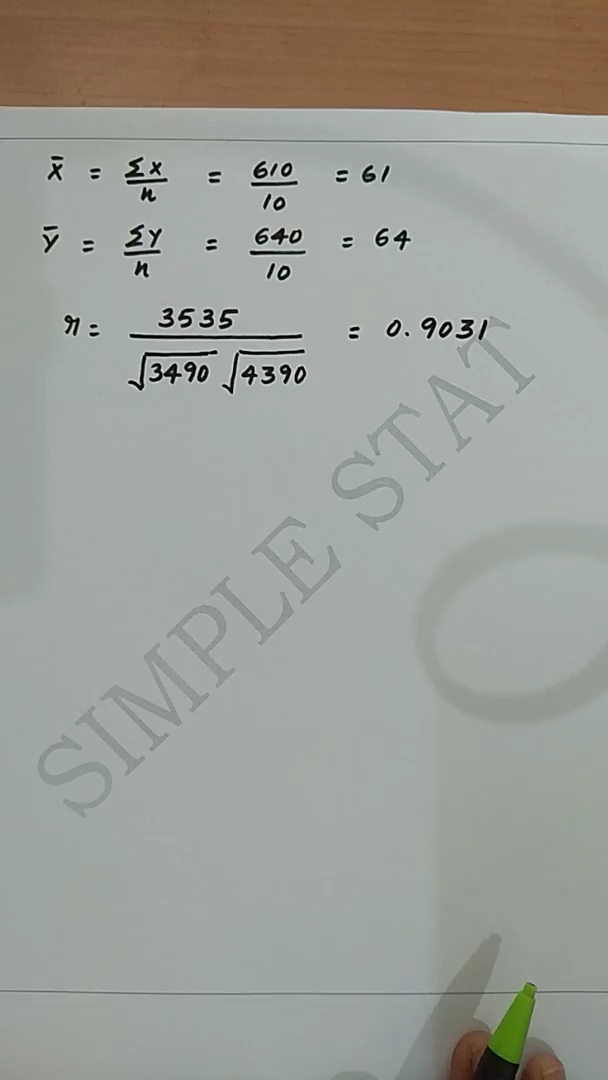 X̄ = ΣX/n = 610/10 = 61
Ȳ = ΣY/n = 640/10 = 64
r = 3535/√3490 √4390 = 0.9031
SIMPLE STAT